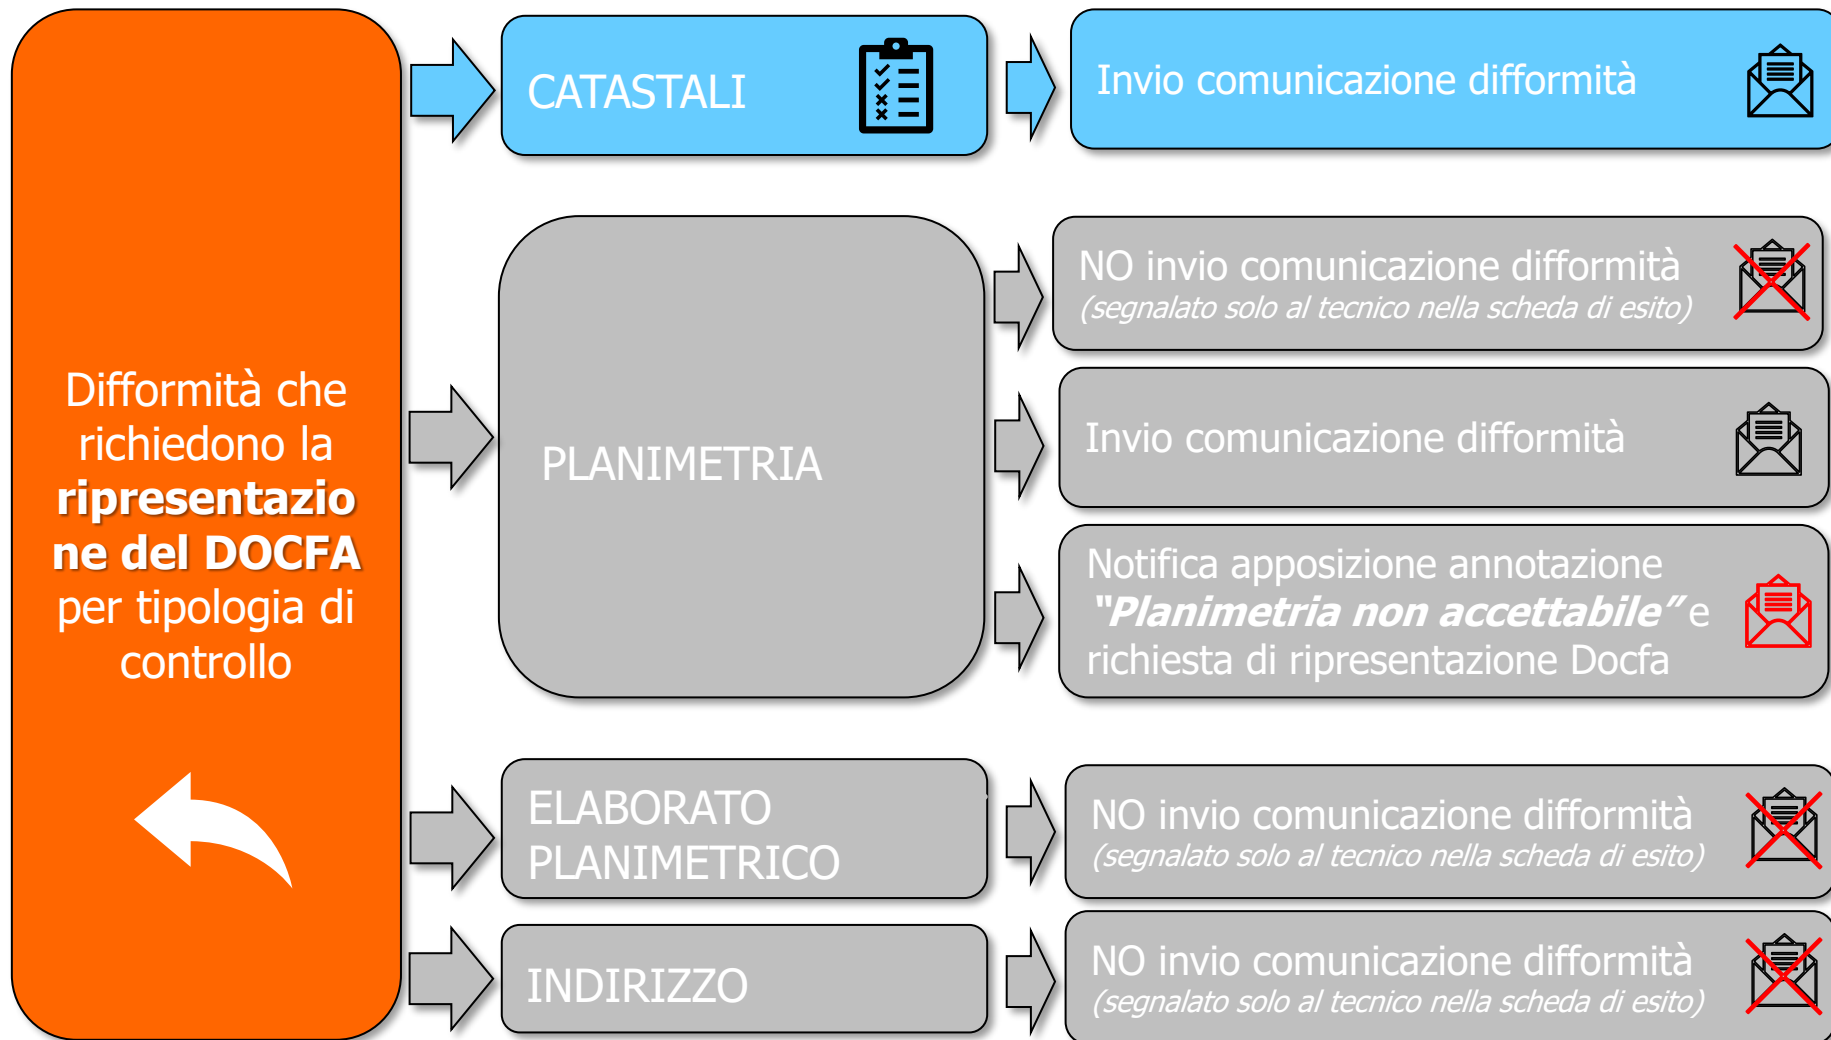 Difformità che
richiedono la
ripresentazio
ne del DOCFA
per tipologia di
controllo
CATASTALI
Invio comunicazione difformità
PLANIMETRIA
NO invio comunicazione difformità
(segnalato solo al tecnico nella scheda di esito)
Invio comunicazione difformità
Notifica apposizione annotazione
“Planimetria non accettabile” e
richiesta di ripresentazione Docfa
ELABORATO
PLANIMETRICO
NO invio comunicazione difformità
(segnalato solo al tecnico nella scheda di esito)
INDIRIZZO
NO invio comunicazione difformità
(segnalato solo al tecnico nella scheda di esito)